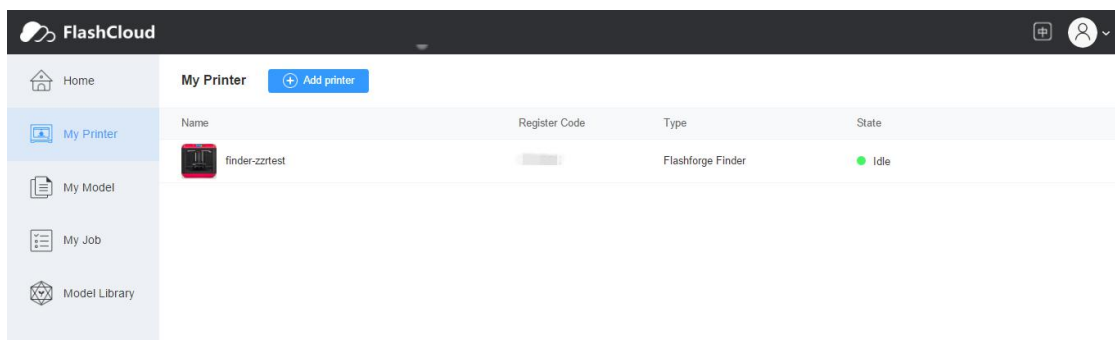 FlashCloud
中
Home
My Printer
My Model
My Job
Model Library
My Printer
Add printer
Name Register Code Type State
finder-zzrtest Flashforge Finder Idle